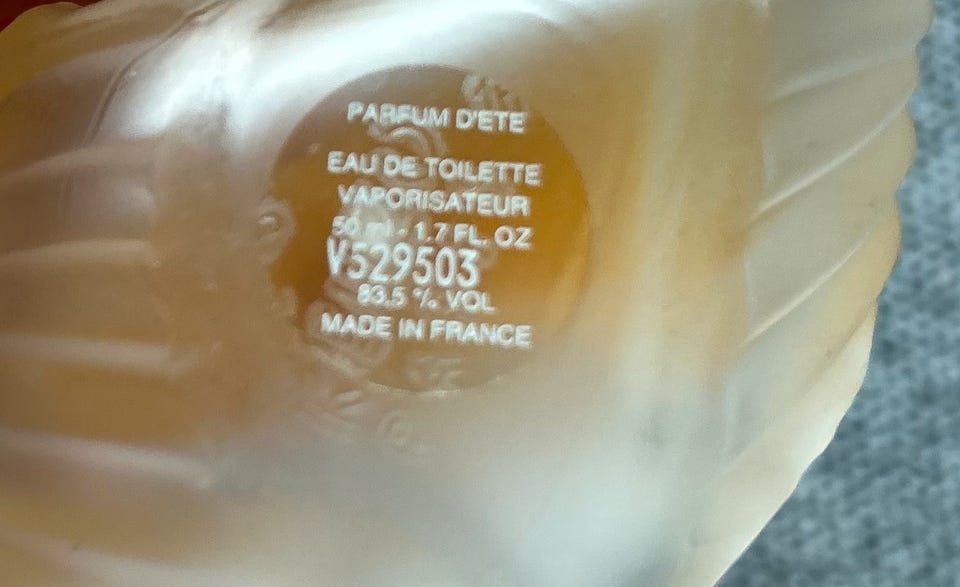 PARFUM D'ETE
EAU DE TOILETTE
VAPORISATEUR
50 ml - 1.7 FL. OZ
V529503
83.5 % VOL
MADE IN FRANCE